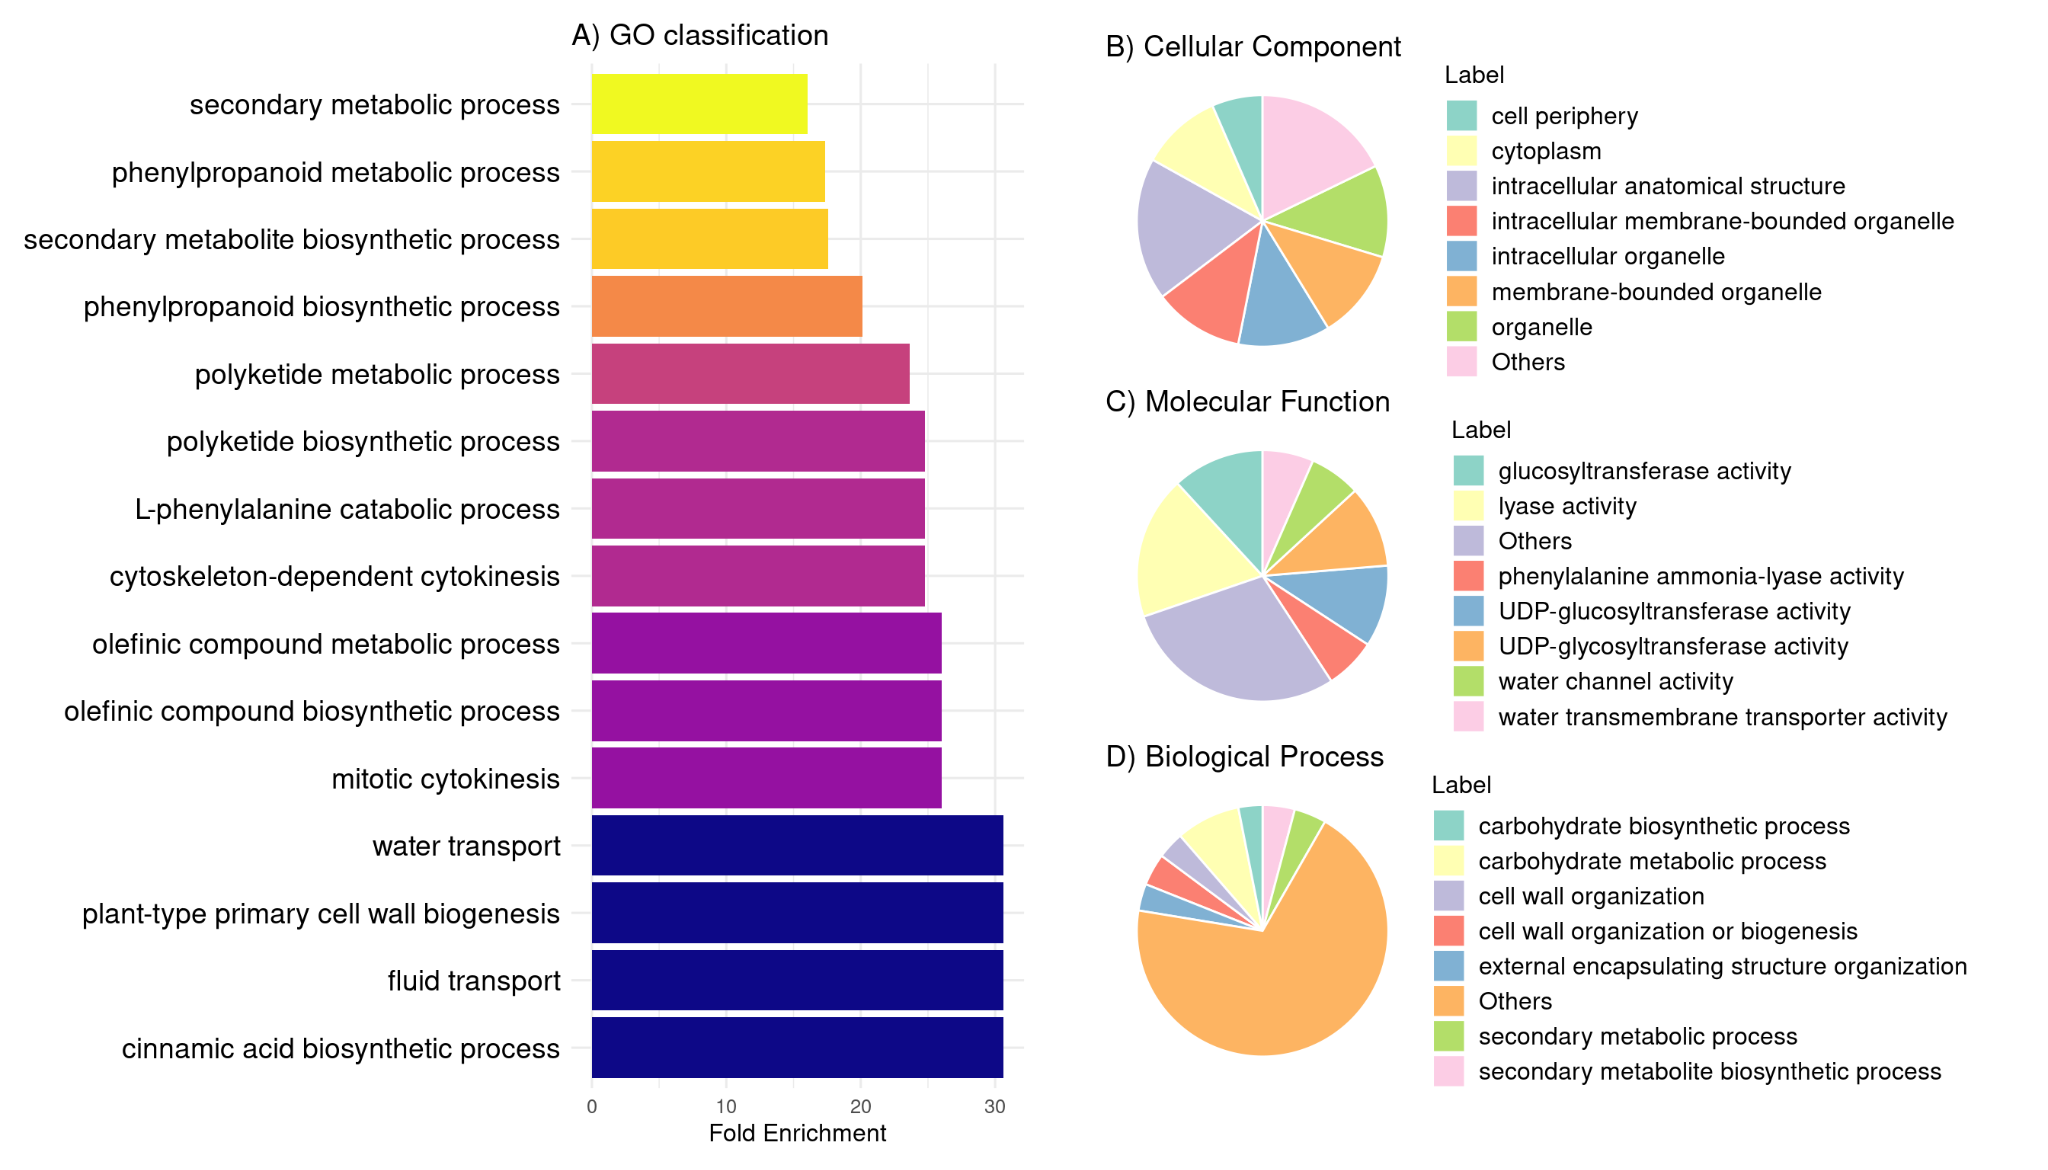 A) GO classification
secondary metabolic process
phenylpropanoid metabolic process
secondary metabolite biosynthetic process
phenylpropanoid biosynthetic process
polyketide metabolic process
polyketide biosynthetic process
L-phenylalanine catabolic process
cytoskeleton-dependent cytokinesis
olefinic compound metabolic process
olefinic compound biosynthetic process
mitotic cytokinesis
water transport
plant-type primary cell wall biogenesis
fluid transport
cinnamic acid biosynthetic process
0 10 20 30
Fold Enrichment
B) Cellular Component
Label
cell periphery
cytoplasm
intracellular anatomical structure
intracellular membrane-bounded organelle
intracellular organelle
membrane-bounded organelle
organelle
Others
C) Molecular Function
Label
glucosyltransferase activity
lyase activity
Others
phenylalanine ammonia-lyase activity
UDP-glucosyltransferase activity
UDP-glycosyltransferase activity
water channel activity
water transmembrane transporter activity
D) Biological Process
Label
carbohydrate biosynthetic process
carbohydrate metabolic process
cell wall organization
cell wall organization or biogenesis
external encapsulating structure organization
Others
secondary metabolic process
secondary metabolite biosynthetic process